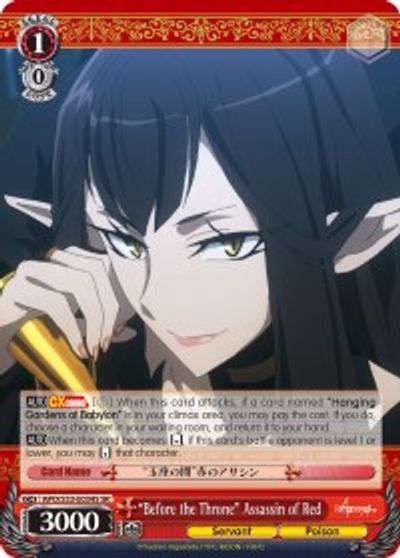 1
0
AUTO CX COMBO [(1)] When this card attacks, if a card named "Hanging
Gardens of Babylon" is in your climax area, you may pay the cost. If you do,
choose a character in your waiting room, and return it to your hand.
AUTO When this card becomes [ ], if this card's battle opponent is level 1 or
lower, you may [ ] that character.
Card Name
"玉座の間" 赤のアサシン
3000
"Before the Throne" Assassin of Red
Servant
Poison